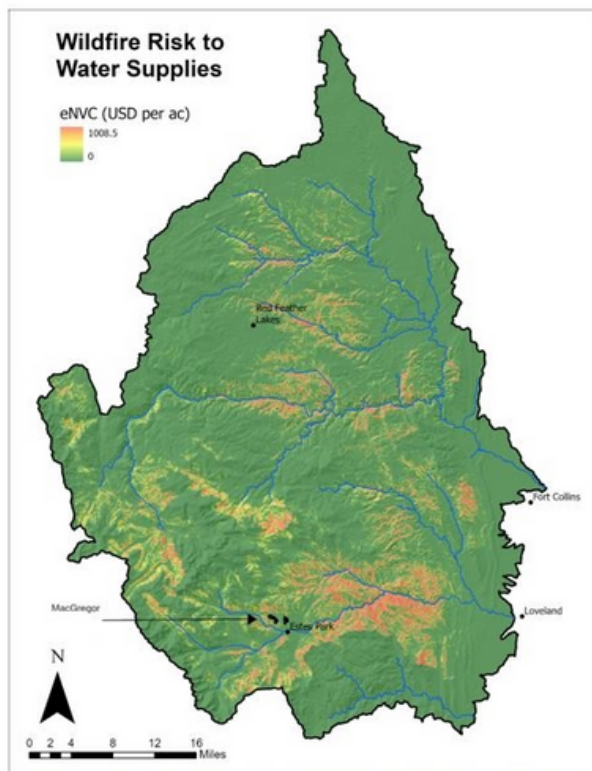 Wildfire Risk to
Water Supplies
eNVC (USD per ac)
1008.5
0
Red Feather
Lakes
Fort Collins
MacGregor
Estes Park
Loveland
N
0 2 4 8 12 16
Miles